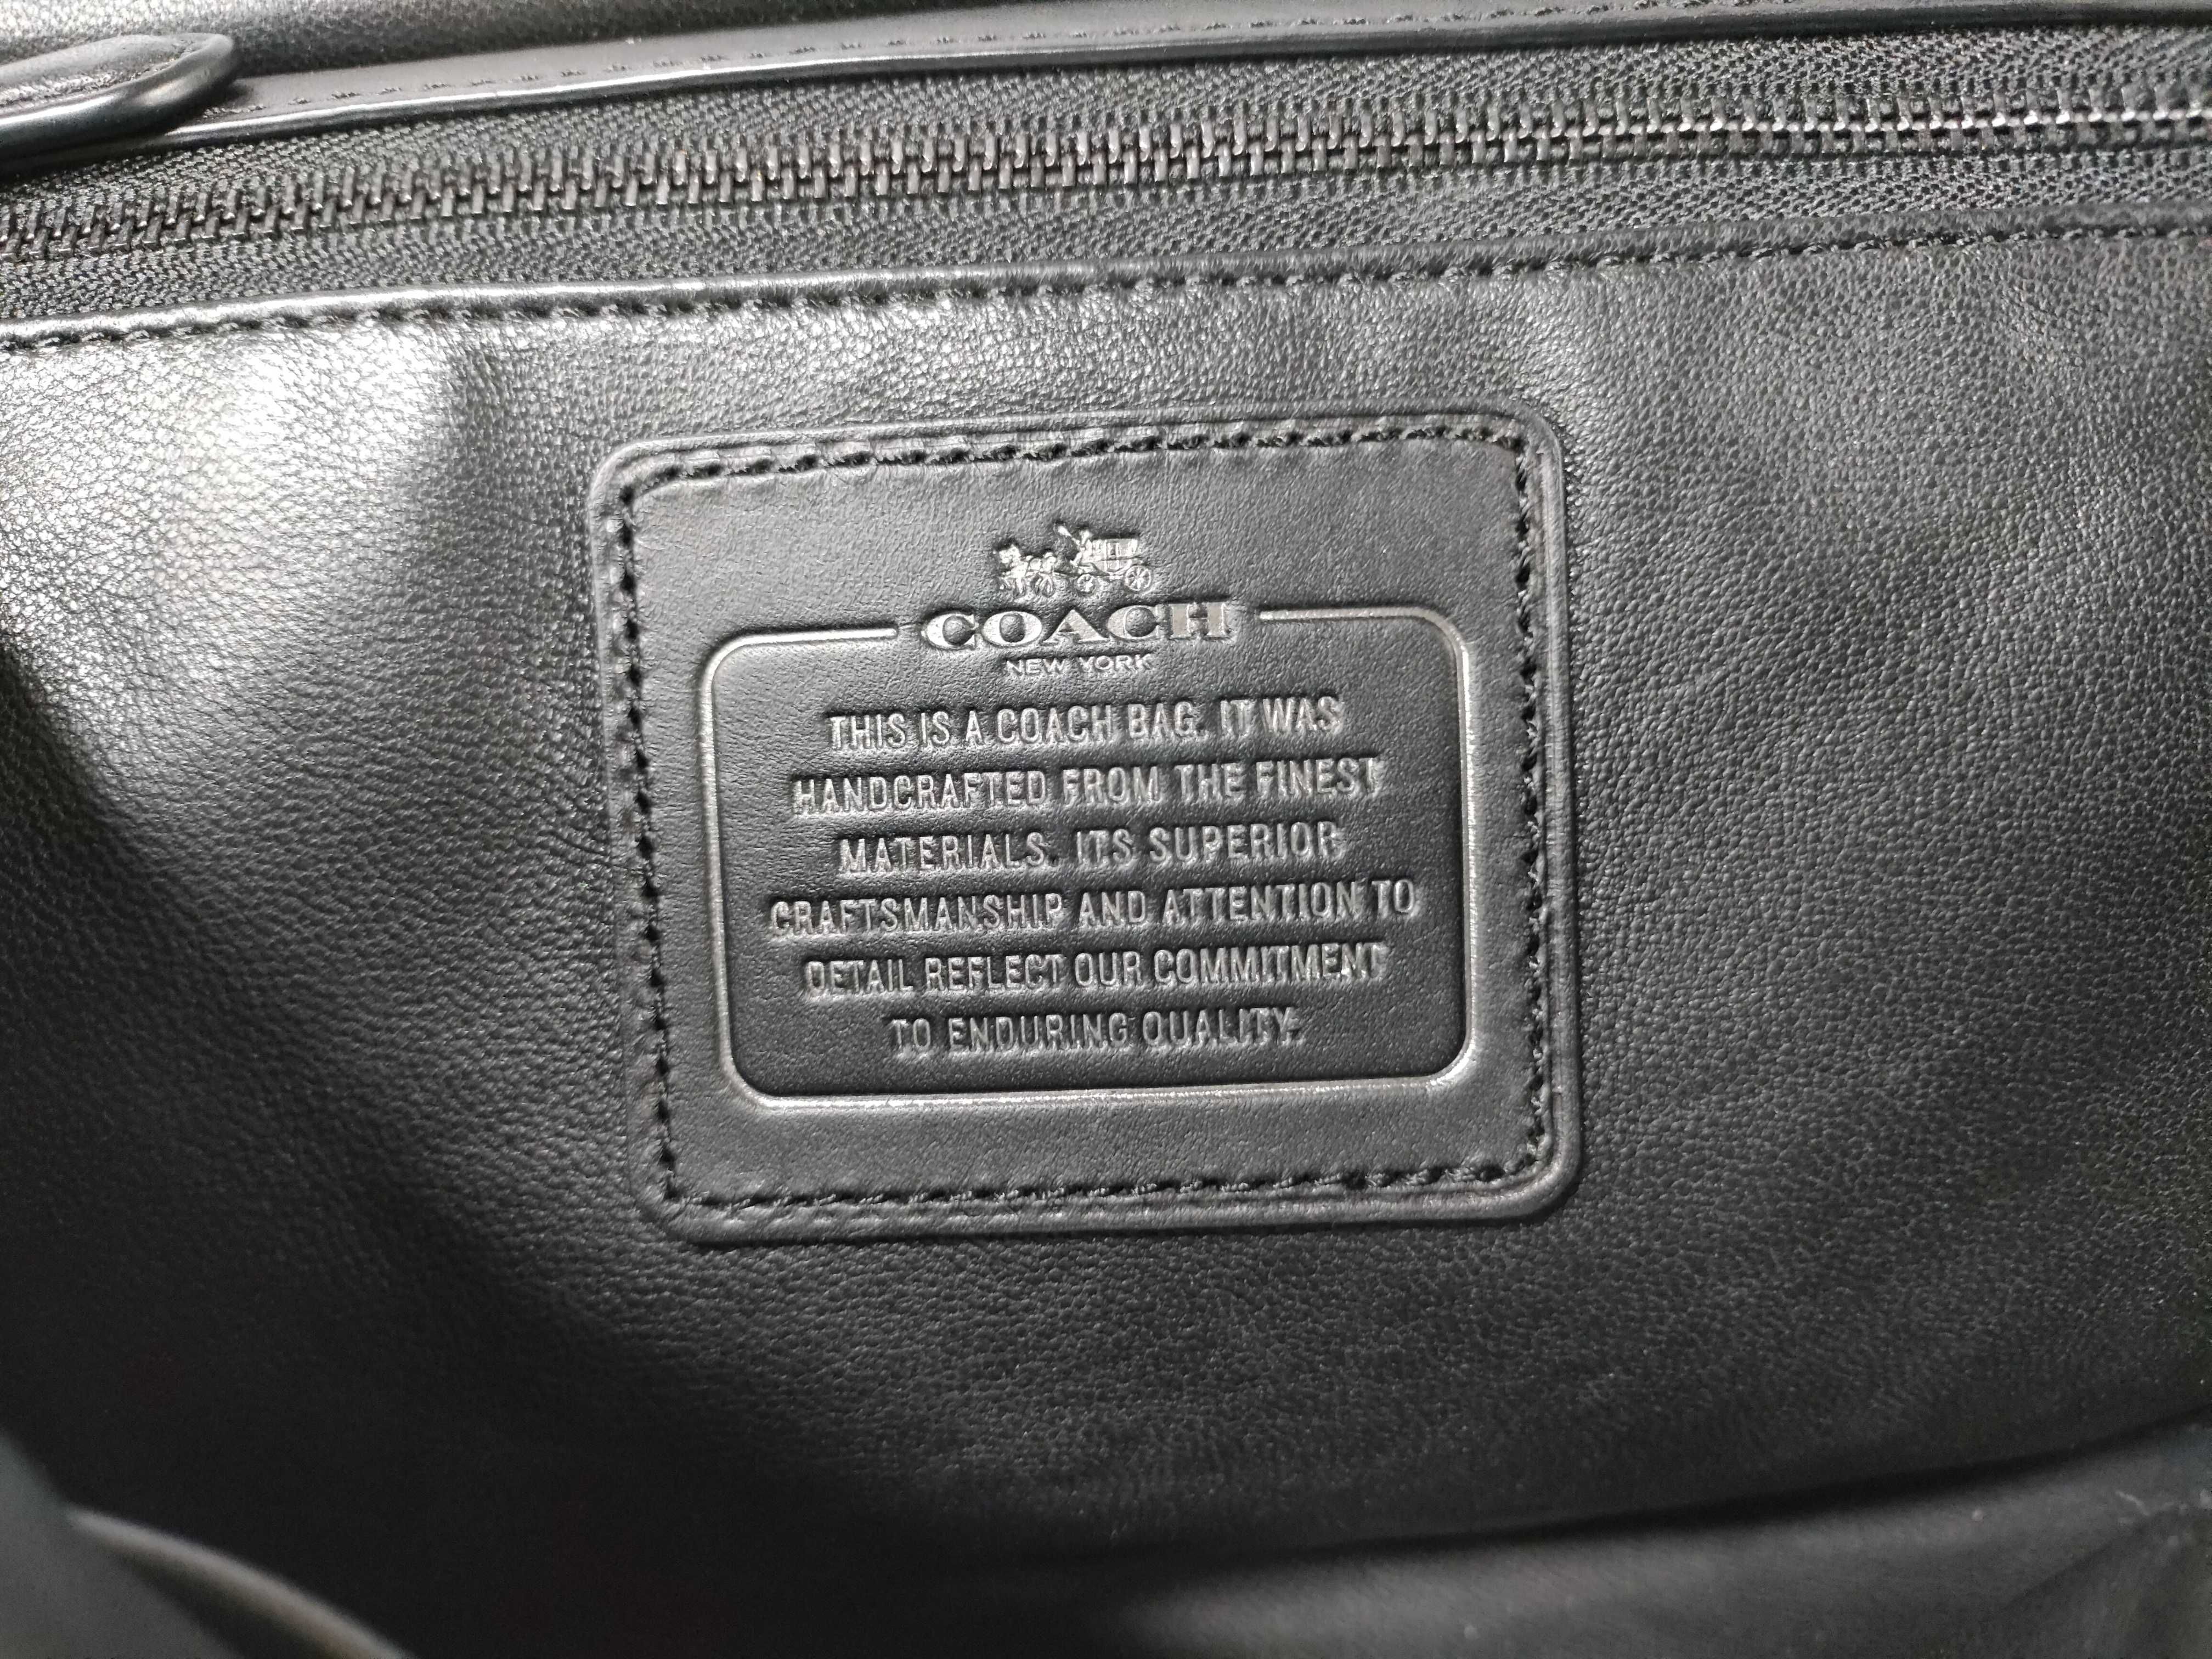 COACH
NEW YORK
THIS IS A COACH BAG. IT WAS
HANDCRAFTED FROM THE FINEST
MATERIALS. ITS SUPERIOR
CRAFTSMANSHIP AND ATTENTION TO
DETAIL REFLECT OUR COMMITMENT
TO ENDURING QUALITY.